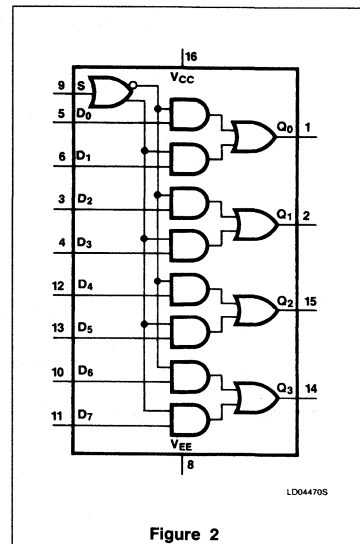 16
VCC
9 S
5 D0
Q0 1
6 D1
3 D2
Q1 2
4 D3
12 D4
Q2 15
13 D5
10 D6
Q3 14
11 D7
VEE
8
LD04470S
Figure 2